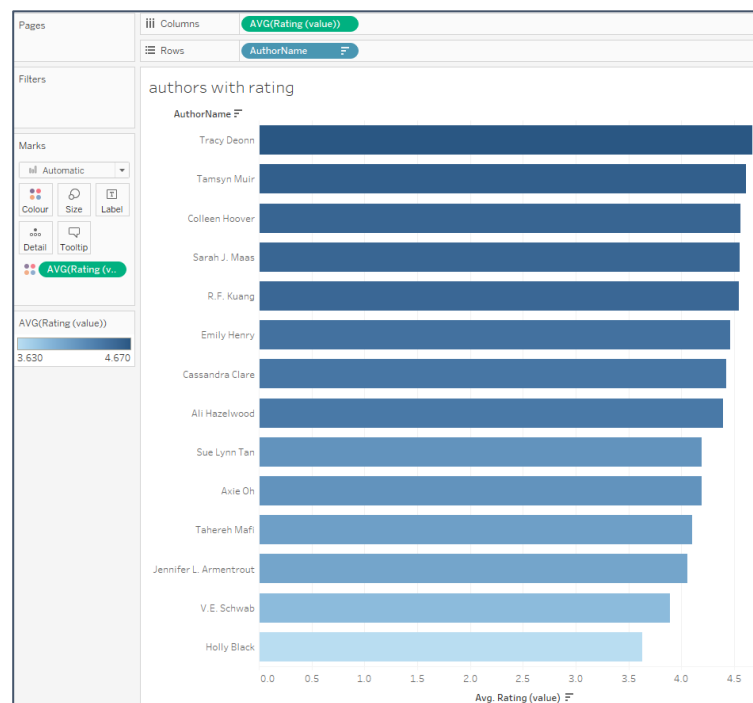 Pages
iii Columns
AVG(Rating (value))
Rows
AuthorName
Filters
Marks
Automatic
Colour
Size
Label
Detail
Tooltip
AVG(Rating (v..
AVG(Rating (value))
3.630
4.670
authors with rating
AuthorName
Tracy Deonn
Tamsyn Muir
Colleen Hoover
Sarah J. Maas
R.F. Kuang
Emily Henry
Cassandra Clare
Ali Hazelwood
Sue Lynn Tan
Axie Oh
Tahereh Mafi
Jennifer L. Armentrout
V.E. Schwab
Holly Black
0.0 0.5 1.0 1.5 2.0 2.5 3.0 3.5 4.0 4.5
Avg. Rating (value)